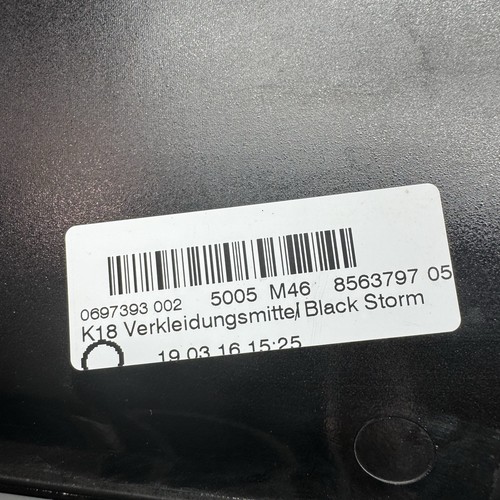 0697393 002 5005 M46 8563797 05
K18 Verkleidungsmittel Black Storm
19.03.16 15:25